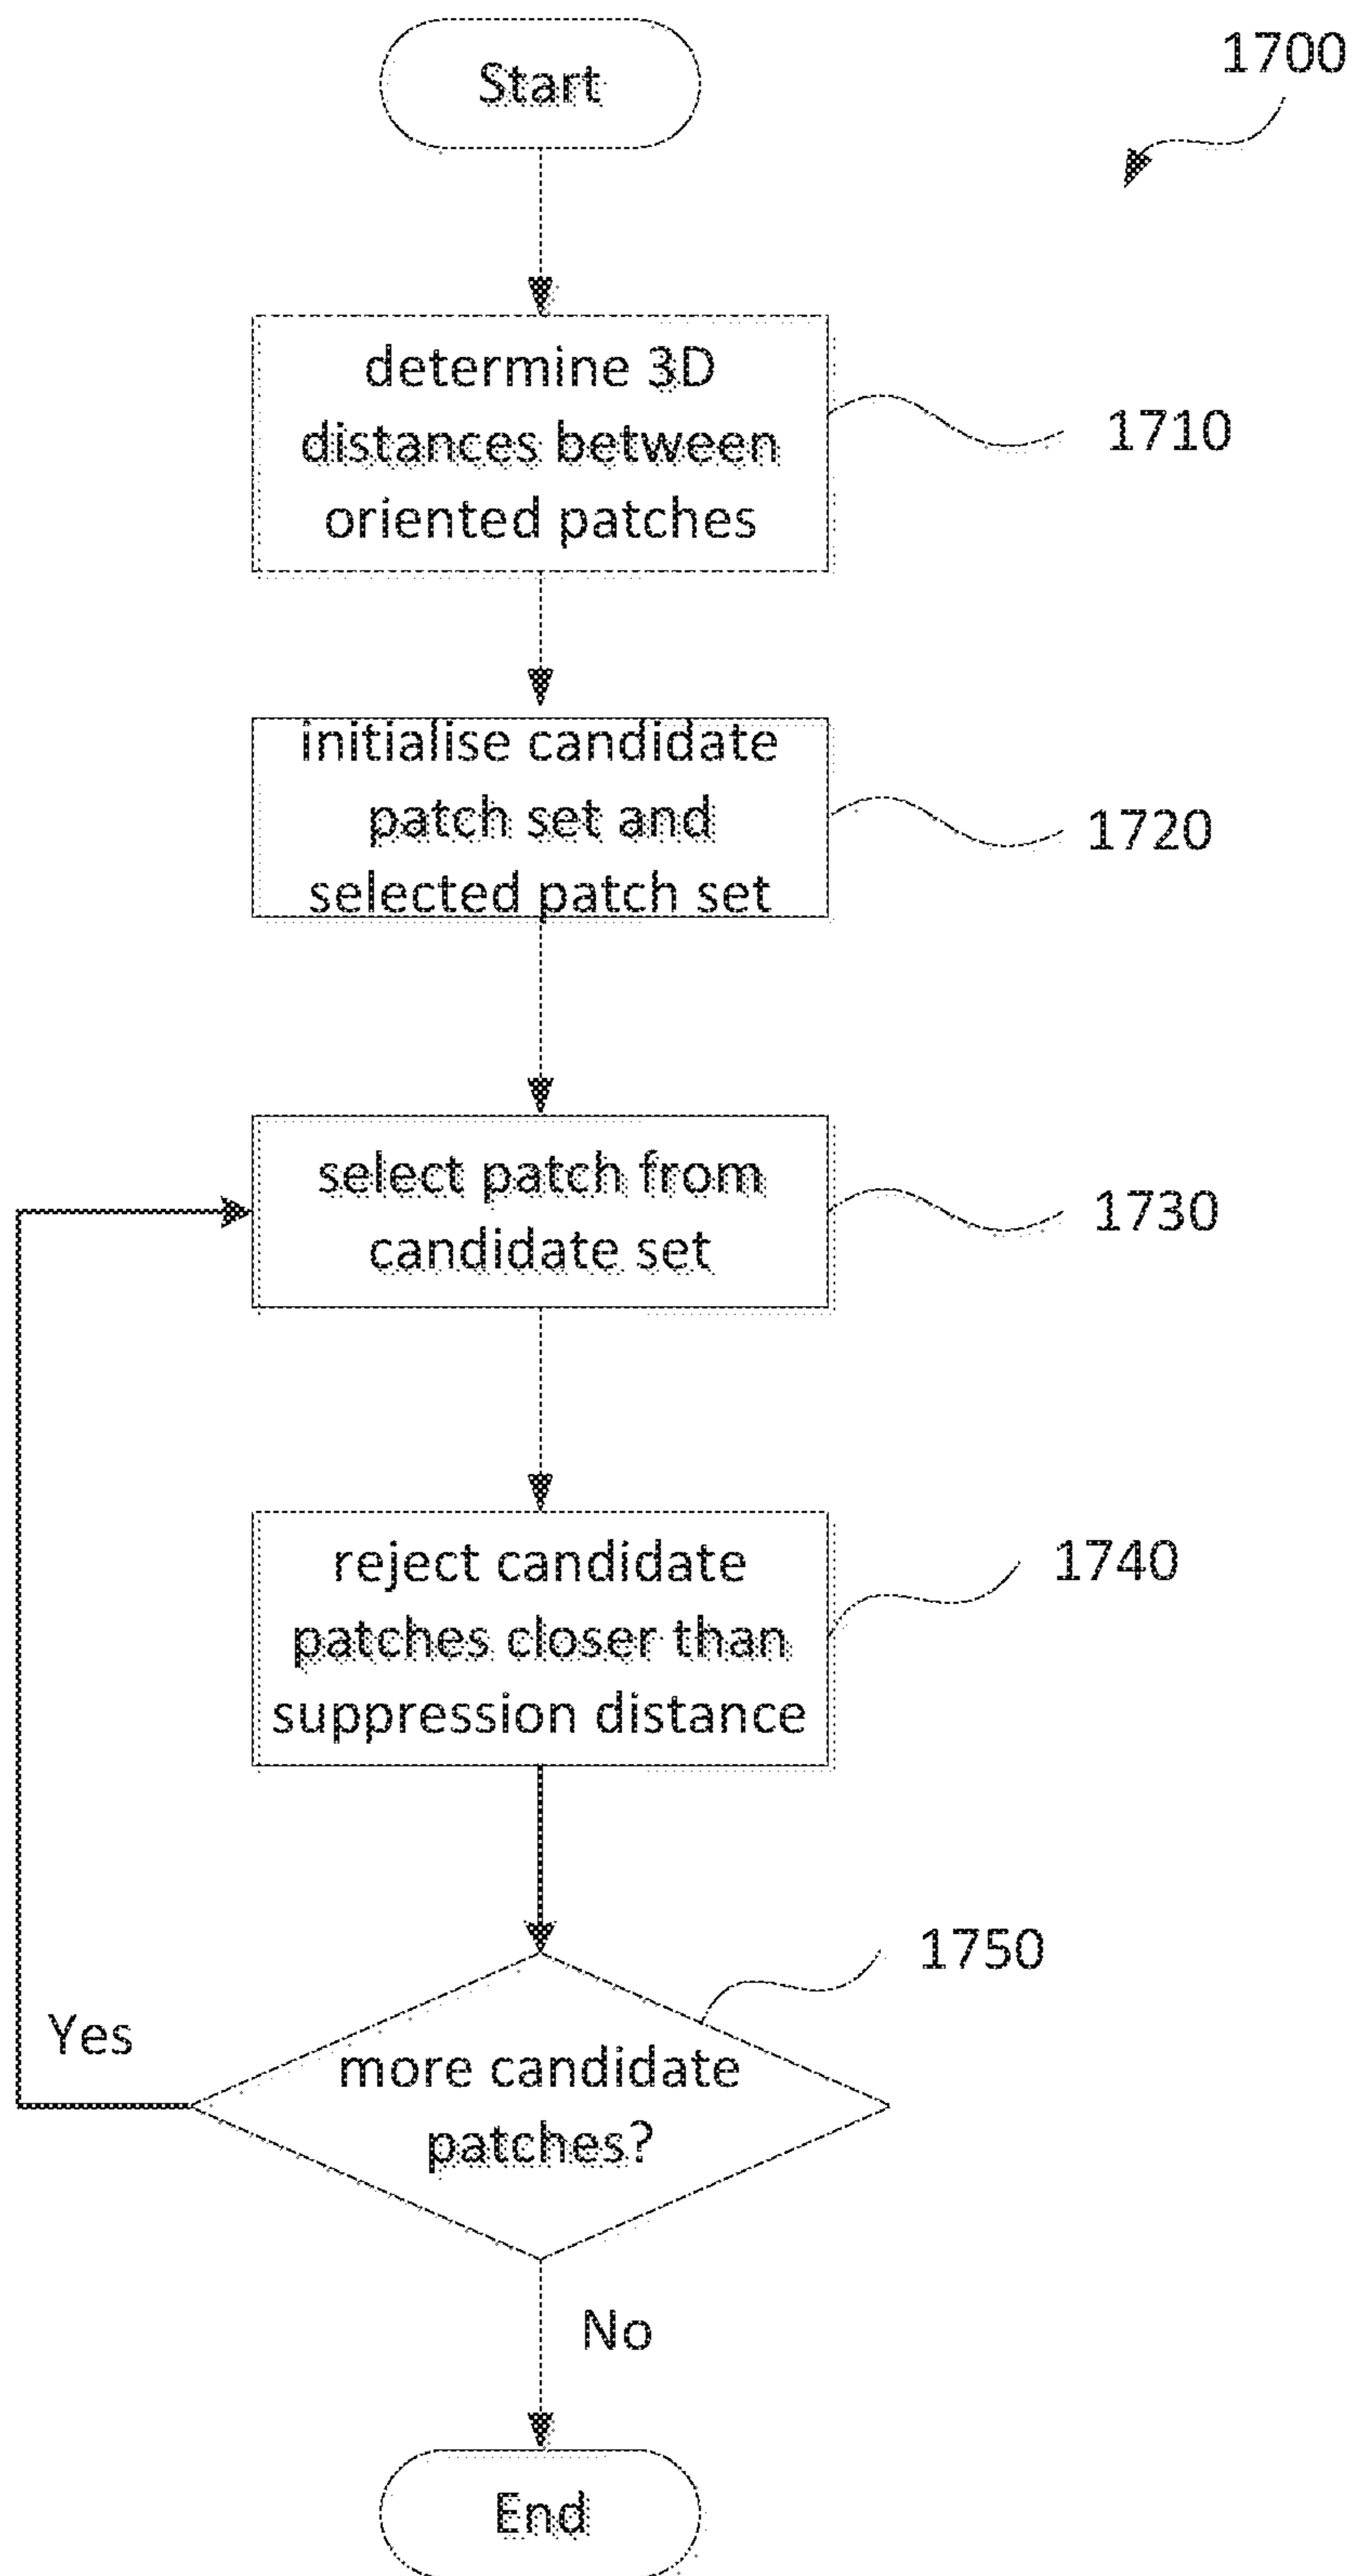 Start
1700
determine 3D
distances between
oriented patches
1710
initialise candidate
patch set and
selected patch set
1720
select patch from
candidate set
1730
reject candidate
patches closer than
suppression distance
1740
1750
more candidate
patches?
Yes
No
End